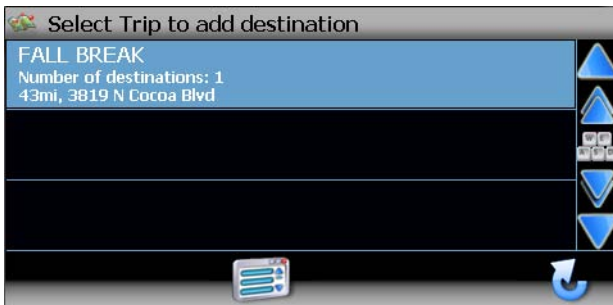 Select Trip to add destination
FALL BREAK
Number of destinations: 1
43mi, 3819 N Cocoa Blvd